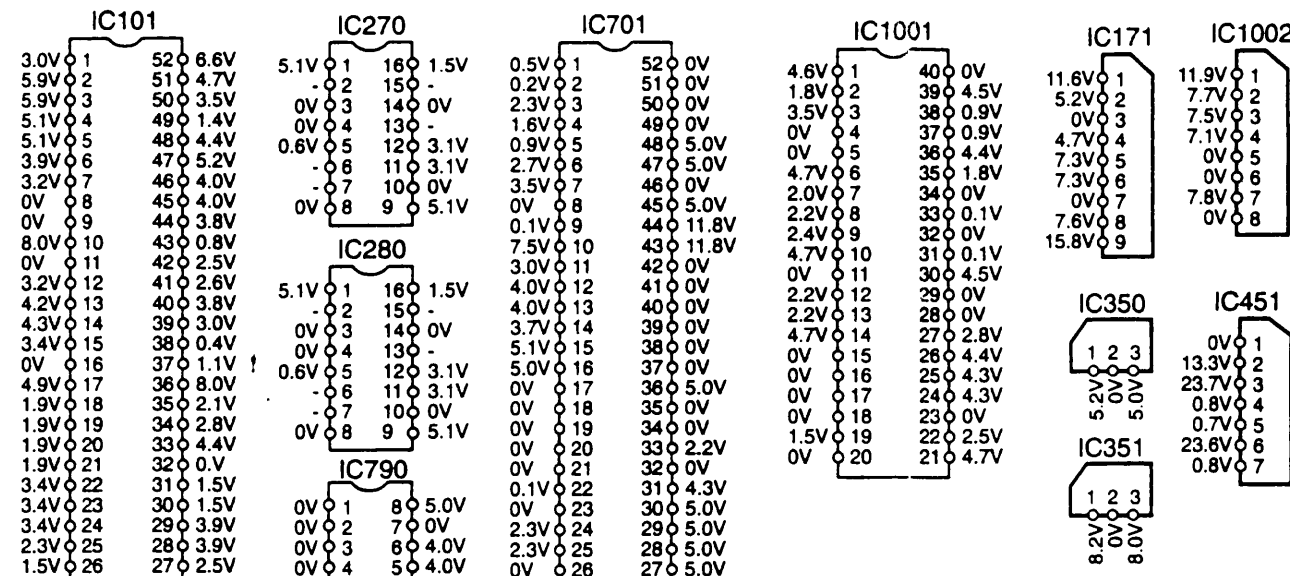 IC101
3.0V 1 52 6.6V
5.9V 2 51 4.7V
5.9V 3 50 3.5V
5.1V 4 49 1.4V
5.1V 5 48 4.4V
3.9V 6 47 5.2V
3.2V 7 46 4.0V
0V 8 45 4.0V
0V 9 44 3.8V
8.0V 10 43 0.8V
0V 11 42 2.5V
3.2V 12 41 2.6V
4.2V 13 40 3.8V
4.3V 14 39 3.0V
3.4V 15 38 0.4V
0V 16 37 1.1V
4.9V 17 36 8.0V
1.9V 18 35 2.1V
1.9V 19 34 2.8V
1.9V 20 33 4.4V
1.9V 21 32 0.V
3.4V 22 31 1.5V
3.4V 23 30 1.5V
3.4V 24 29 3.9V
2.3V 25 28 3.9V
1.5V 26 27 2.5V
IC270
5.1V 1 16 1.5V
- 2 15 -
0V 3 14 0V
0V 4 13 -
0.6V 5 12 3.1V
- 6 11 3.1V
- 7 10 0V
0V 8 9 5.1V
IC280
5.1V 1 16 1.5V
- 2 15 -
0V 3 14 0V
0V 4 13 -
0.6V 5 12 3.1V
- 6 11 3.1V
- 7 10 0V
0V 8 9 5.1V
IC790
0V 1 8 5.0V
0V 2 7 0V
0V 3 6 4.0V
0V 4 5 4.0V
IC701
0.5V 1 52 0V
0.2V 2 51 0V
2.3V 3 50 0V
1.6V 4 49 0V
0.9V 5 48 5.0V
2.7V 6 47 5.0V
3.5V 7 46 0V
0V 8 45 5.0V
0.1V 9 44 11.8V
7.5V 10 43 11.8V
3.0V 11 42 0V
4.0V 12 41 0V
4.0V 13 40 0V
3.7V 14 39 0V
5.1V 15 38 0V
5.0V 16 37 0V
0V 17 36 5.0V
0V 18 35 0V
0V 19 34 0V
0V 20 33 2.2V
0V 21 32 0V
0.1V 22 31 4.3V
0V 23 30 5.0V
2.3V 24 29 5.0V
2.3V 25 28 5.0V
0V 26 27 5.0V
IC1001
4.6V 1 40 0V
1.8V 2 39 4.5V
3.5V 3 38 0.9V
0V 4 37 0.9V
0V 5 36 4.4V
4.7V 6 35 1.8V
2.0V 7 34 0V
2.2V 8 33 0.1V
2.4V 9 32 0V
4.7V 10 31 0.1V
0V 11 30 4.5V
2.2V 12 29 0V
2.2V 13 28 0V
4.7V 14 27 2.8V
0V 15 26 4.4V
0V 16 25 4.3V
0V 17 24 4.3V
0V 18 23 0V
1.5V 19 22 2.5V
0V 20 21 4.7V
IC171
11.6V 1
5.2V 2
0V 3
4.7V 4
7.3V 5
7.3V 6
0V 7
7.6V 8
15.8V 9
IC1002
11.9V 1
7.7V 2
7.5V 3
7.1V 4
0V 5
0V 6
7.8V 7
0V 8
IC350
1 2 3
5.2V 0V 5.0V
IC351
1 2 3
8.2V 0V 8.0V
IC451
0V 1
13.3V 2
23.7V 3
0.8V 4
0.7V 5
23.6V 6
0.8V 7